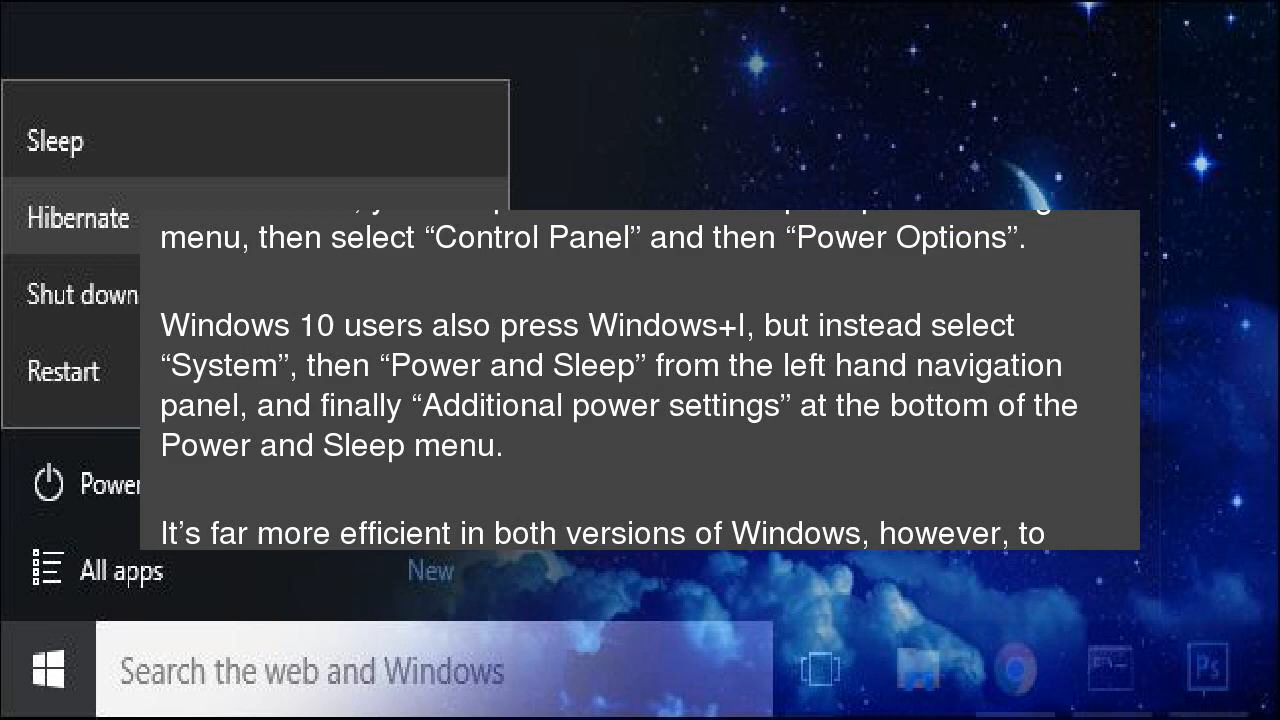 Sleep
Hibernate
menu, then select “Control Panel” and then “Power Options”.
Shut down
Windows 10 users also press Windows+I, but instead select
“System”, then “Power and Sleep” from the left hand navigation
Restart
panel, and finally “Additional power settings” at the bottom of the
Power and Sleep menu.
Power
It’s far more efficient in both versions of Windows, however, to
All apps
New
Search the web and Windows
Ps